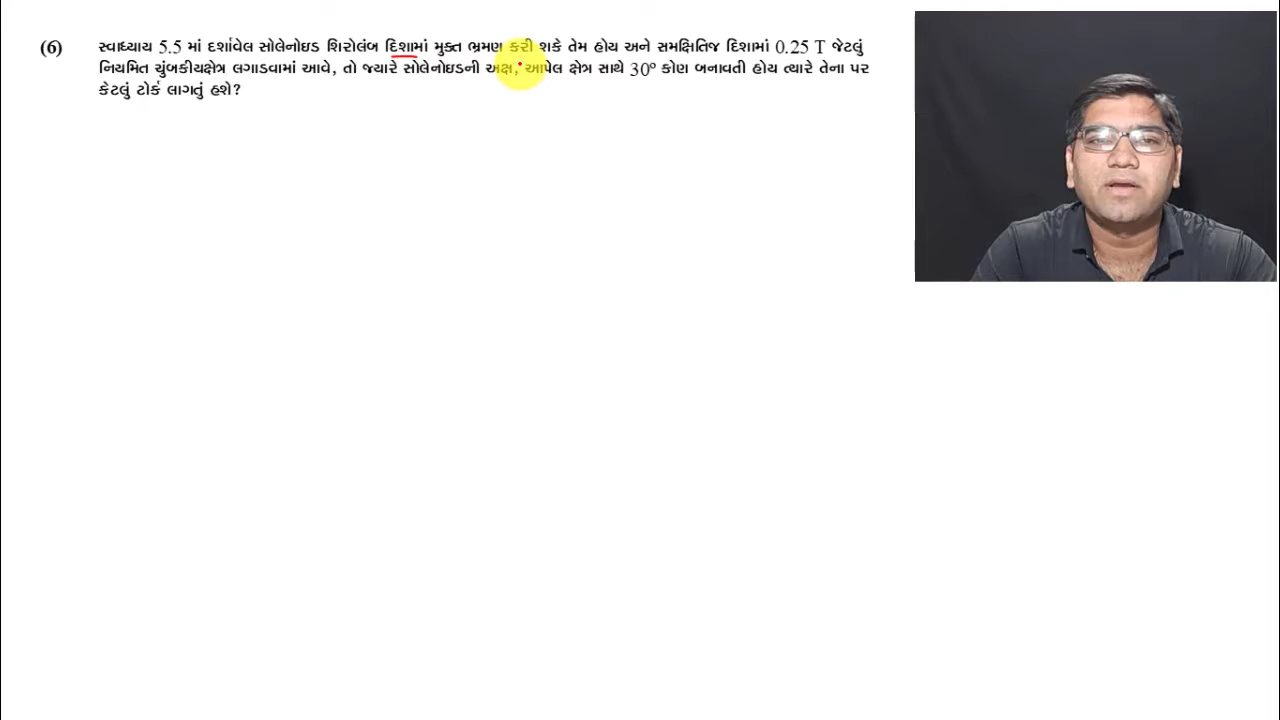 (6) સ્વાધ્યાય 5.5 માં દર્શાવેલ સોલેનોઇડ શિરોલંબ દિશામાં મુક્ત ભ્રમણ કરી શકે તેમ હોય અને સમક્ષિતિજ દિશામાં 0.25 T જેટલું
નિયમિત ચુંબકીયક્ષેત્ર લગાડવામાં આવે, તો જ્યારે સોલેનોઇડની અક્ષ, આપેલ ક્ષેત્ર સાથે 30° કોણ બનાવતી હોય ત્યારે તેના પર
કેટલું ટોર્ક લાગતું હશે?